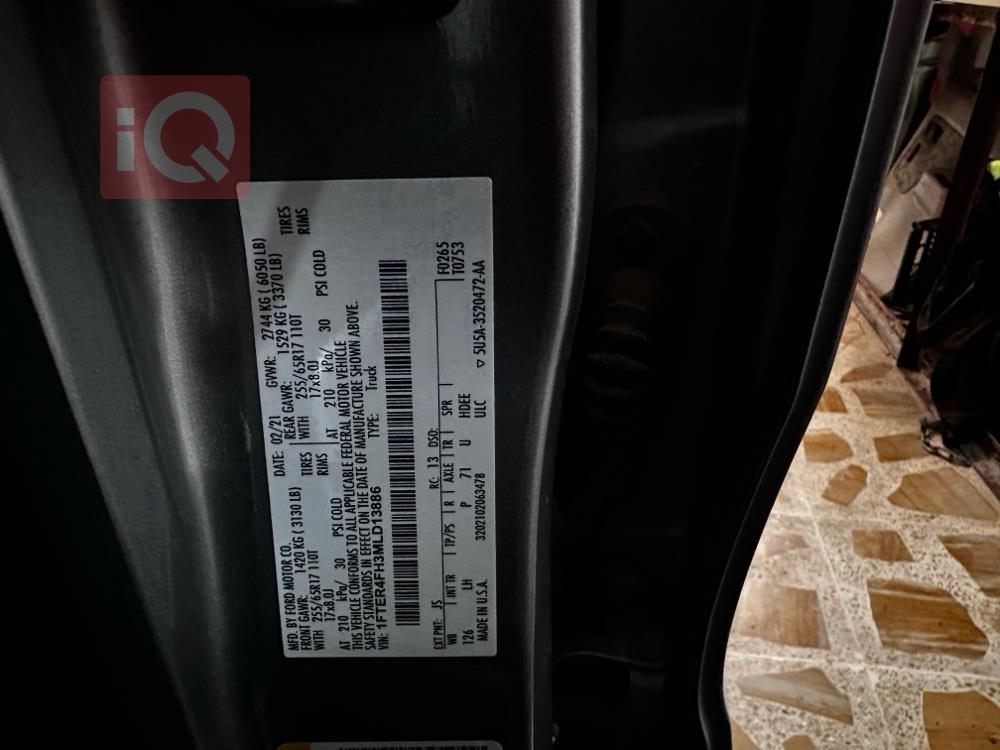 iQ
MFD. BY FORD MOTOR CO.
DATE: 02/21 GVWR: 2744 KG ( 6050 LB)
FRONT GAWR: 1420 KG ( 3130 LB) REAR GAWR: 1529 KG ( 3370 LB)
WITH 255/65R17 110T TIRES WITH 255/65R17 110T TIRES
17x8.0J RIMS 17x8.0J RIMS
AT 210 kPa/ 30 PSI COLD AT 210 kPa/ 30 PSI COLD
THIS VEHICLE CONFORMS TO ALL APPLICABLE FEDERAL MOTOR VEHICLE
SAFETY STANDARDS IN EFFECT ON THE DATE OF MANUFACTURE SHOWN ABOVE.
VIN: 1FTER4FH3MLD13886 TYPE: Truck
EXT PNT: JS RC: 13 DSO: F0265
WB INT TR TP/PS R AXLE TR SPR T0753
126 LH P 71 U HDEE
MADE IN U.S.A. 3202102063478 ULC ▽ 5U5A-3520472-AA